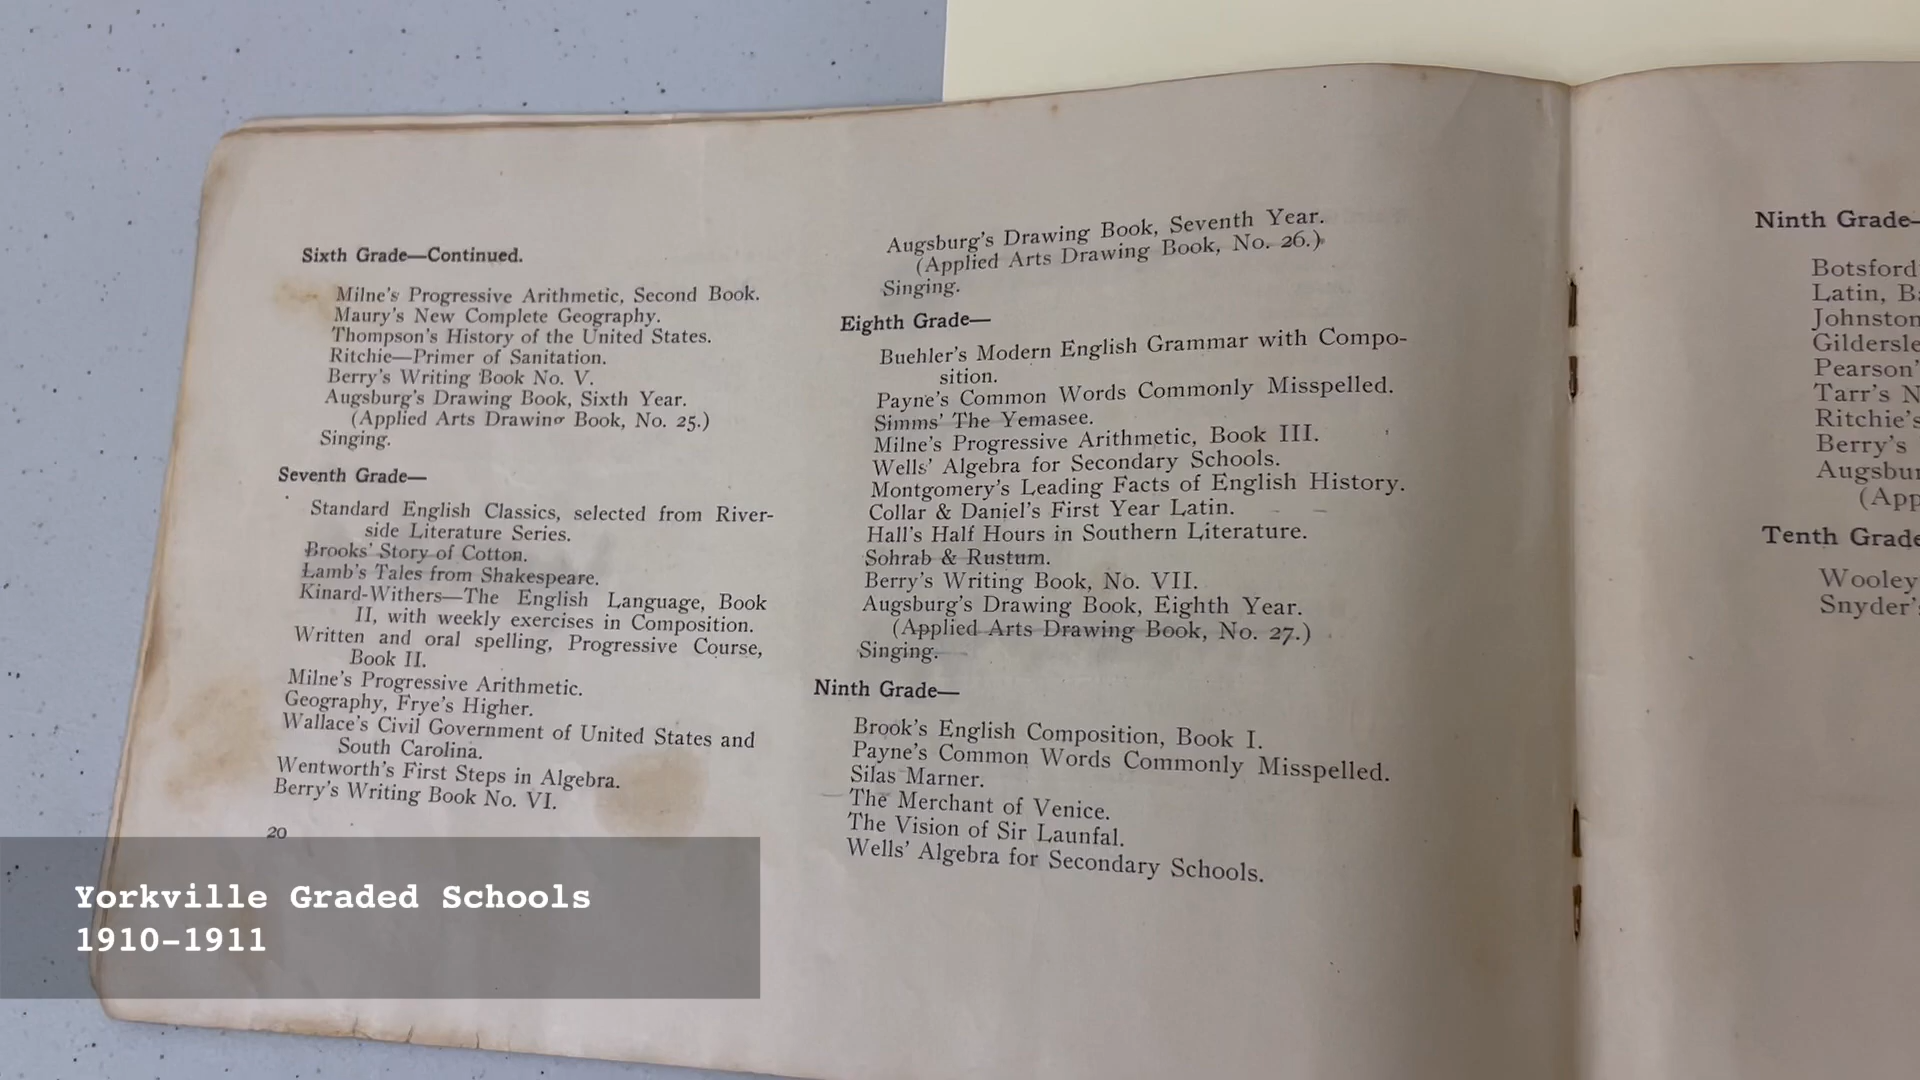 Sixth Grade—Continued.
Milne's Progressive Arithmetic, Second Book.
Maury's New Complete Geography.
Thompson's History of the United States.
Ritchie—Primer of Sanitation.
Berry's Writing Book No. V.
Augsburg's Drawing Book, Sixth Year.
(Applied Arts Drawing Book, No. 25.)
Singing.
Seventh Grade—
Standard English Classics, selected from River-
side Literature Series.
Brooks' Story of Cotton.
Lamb's Tales from Shakespeare.
Kinard-Withers—The English Language, Book
II, with weekly exercises in Composition.
Written and oral spelling, Progressive Course,
Book II.
Milne's Progressive Arithmetic.
Geography, Frye's Higher.
Wallace's Civil Government of United States and
South Carolina.
Wentworth's First Steps in Algebra.
Berry's Writing Book No. VI.
20
Augsburg's Drawing Book, Seventh Year.
(Applied Arts Drawing Book, No. 26.)
Singing.
Eighth Grade—
Buehler's Modern English Grammar with Compo-
sition.
Payne's Common Words Commonly Misspelled.
Simms' The Yemasee.
Milne's Progressive Arithmetic, Book III.
Wells' Algebra for Secondary Schools.
Montgomery's Leading Facts of English History.
Collar & Daniel's First Year Latin.
Hall's Half Hours in Southern Literature.
Sohrab & Rustum.
Berry's Writing Book, No. VII.
Augsburg's Drawing Book, Eighth Year.
(Applied Arts Drawing Book, No. 27.)
Singing.
Ninth Grade—
Brook's English Composition, Book I.
Payne's Common Words Commonly Misspelled.
Silas Marner.
The Merchant of Venice.
The Vision of Sir Launfal.
Wells' Algebra for Secondary Schools.
Ninth Grade—
Botsford
Latin,
Johnston
Pearson'
Tarr's
Ritchie's
Berry's
Tenth Grade
Wooley
Snyder's
Yorkville Graded Schools
1910-1911